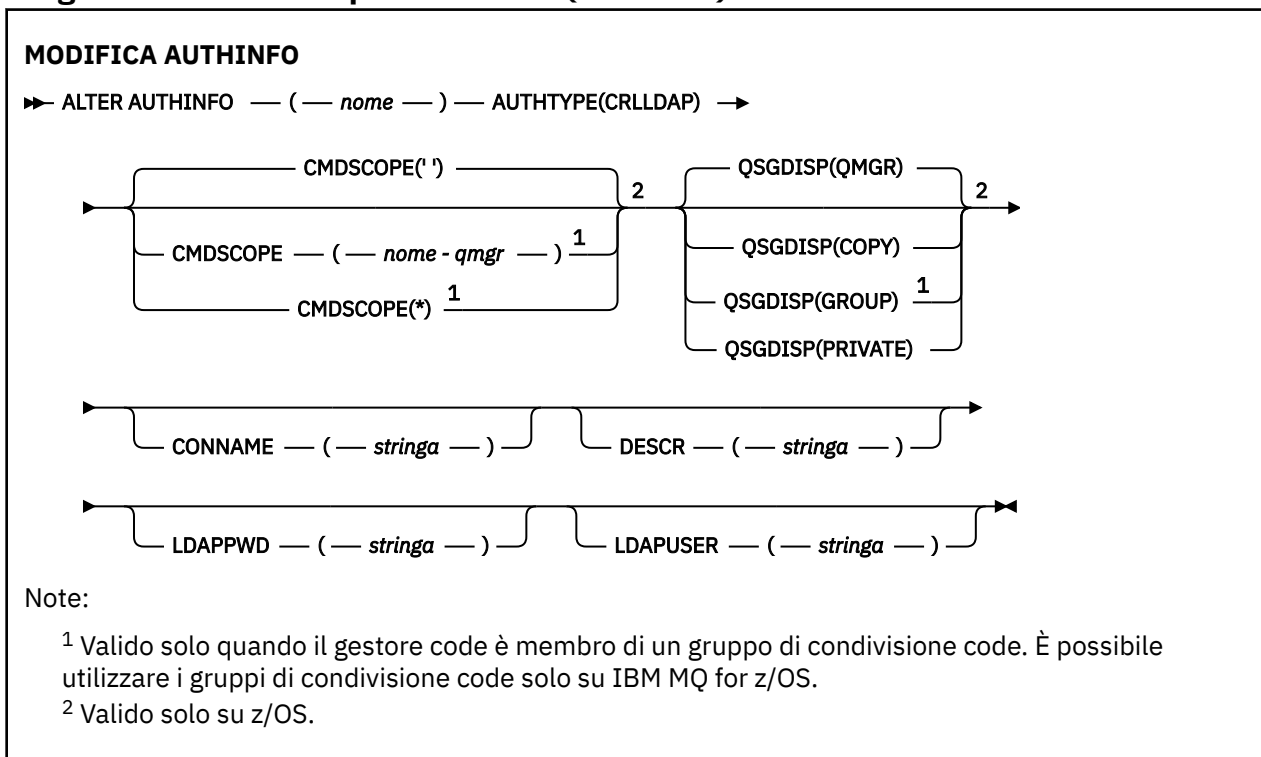 MODIFICA AUTHINFO
ALTER AUTHINFO ( nome ) AUTHTYPE(CRLLDAP)
CMDSCOPE(' ') 2 QSGDISP(QMGR) 2
CMDSCOPE ( nome - qmgr ) 1 QSGDISP(COPY)
CMDSCOPE(*) 1 QSGDISP(GROUP) 1
QSGDISP(PRIVATE)
CONNAME ( stringa ) DESCR ( stringa )
LDAPPWD ( stringa ) LDAPUSER ( stringa )
Note:
1 Valido solo quando il gestore code è membro di un gruppo di condivisione code. È possibile
utilizzare i gruppi di condivisione code solo su IBM MQ for z/OS.
2 Valido solo su z/OS.